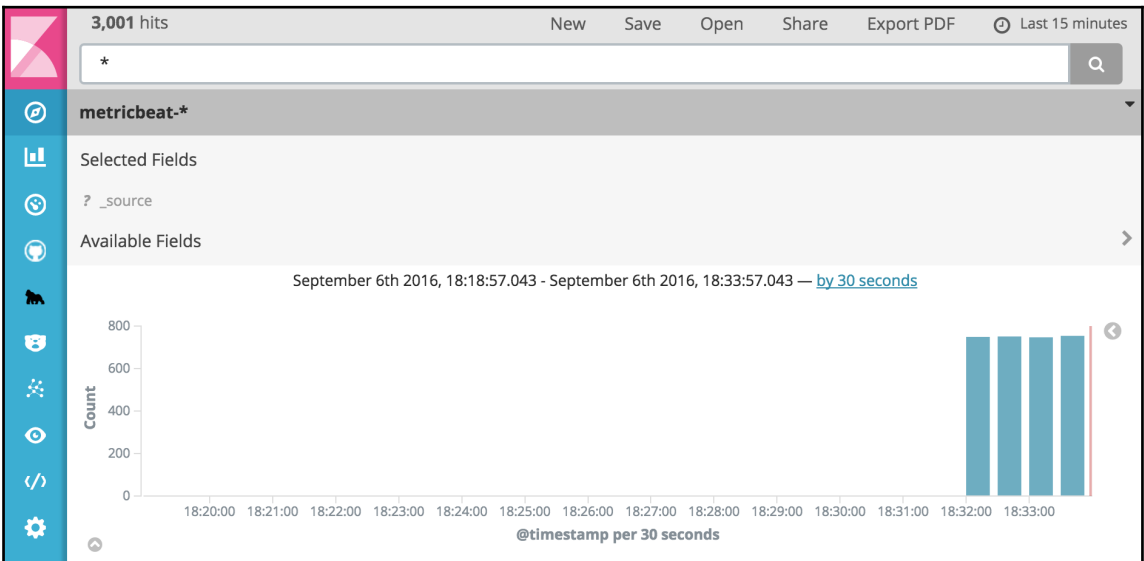 3,001 hits
New Save Open Share Export PDF Last 15 minutes
*
metricbeat-*
Selected Fields
? _source
Available Fields
September 6th 2016, 18:18:57.043 - September 6th 2016, 18:33:57.043 — by 30 seconds
Count
800
600
400
200
0
18:20:00 18:21:00 18:22:00 18:23:00 18:24:00 18:25:00 18:26:00 18:27:00 18:28:00 18:29:00 18:30:00 18:31:00 18:32:00 18:33:00
@timestamp per 30 seconds